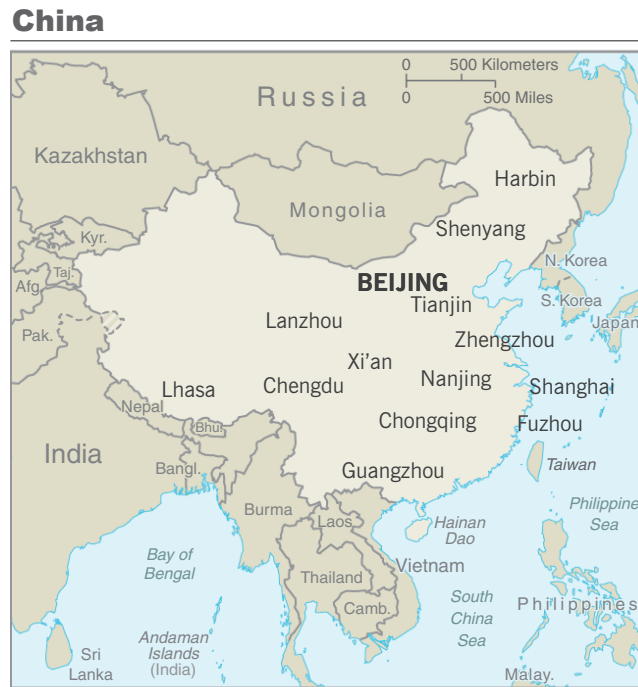 China
0 500 Kilometers
0 500 Miles
Russia
Kazakhstan
Harbin
Mongolia
Shenyang
Kyr.
N. Korea
Taj.
Afg.
BEIJING
Tianjin
S. Korea
Lanzhou
Japan
Pak.
Zhengzhou
Xi'an
Nanjing
Chengdu
Shanghai
Lhasa
Nepal
Chongqing
Fuzhou
Bhu.
India
Taiwan
Bangl.
Guangzhou
Burma
Philippine
Sea
Laos
Hainan
Dao
Bay of
Bengal
Vietnam
Thailand
South
China
Sea
Philippines
Camb.
Andaman
Islands
(India)
Sri
Lanka
Malay.